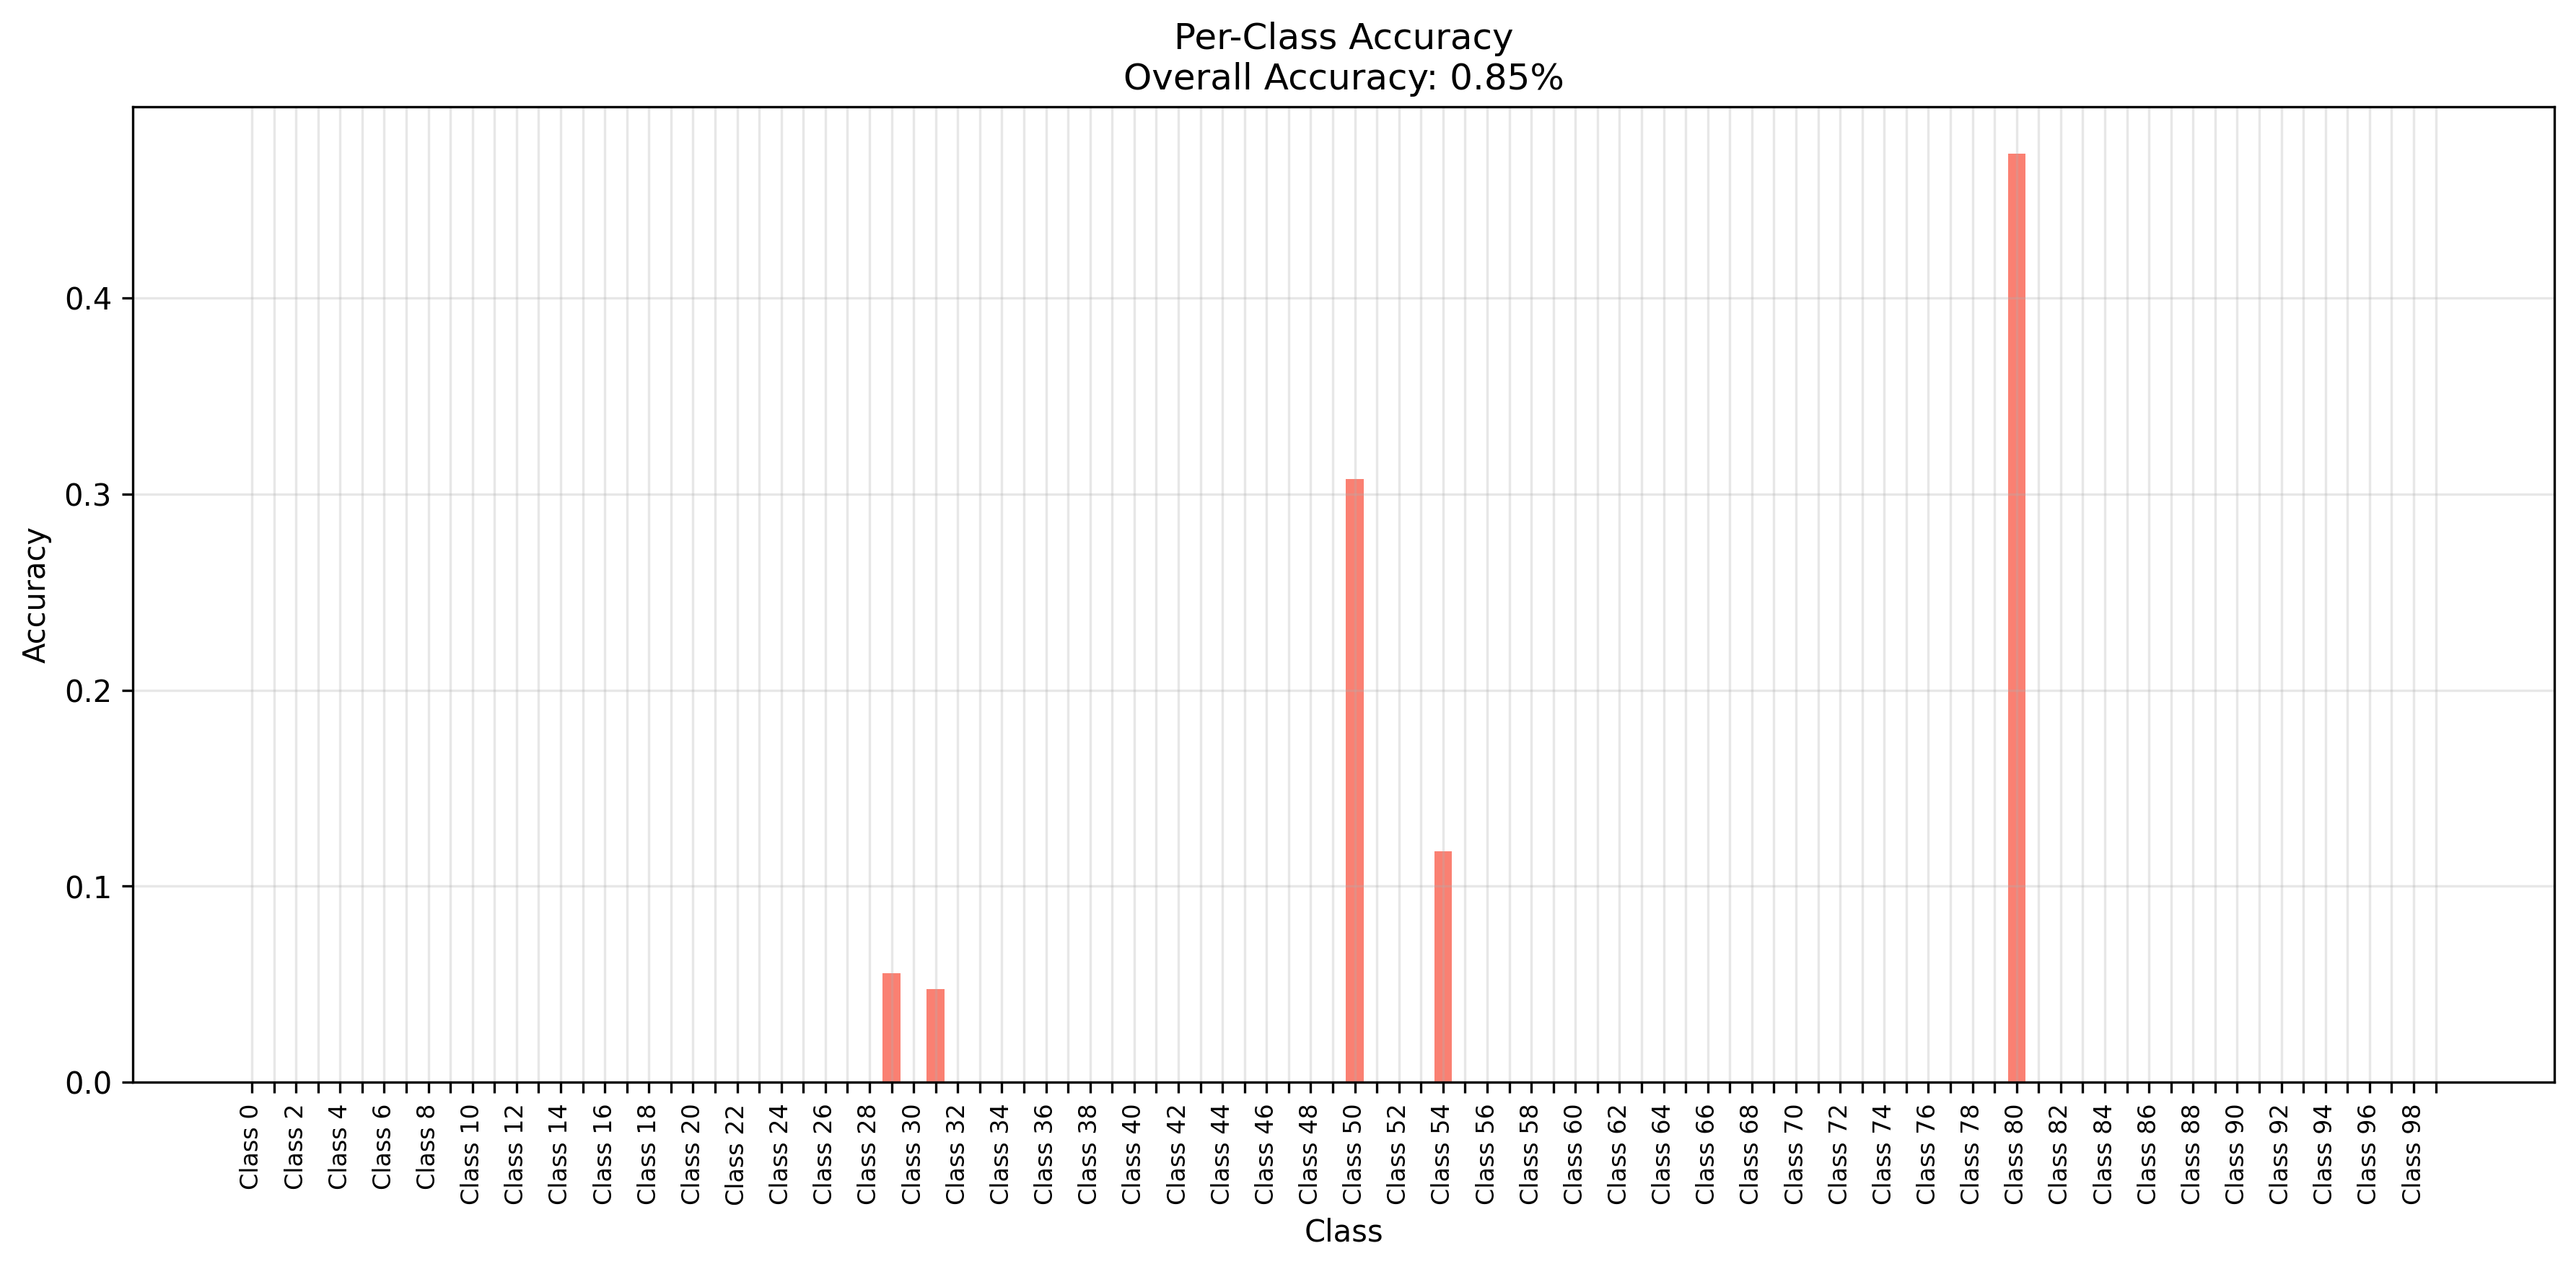 Per-Class Accuracy
Overall Accuracy: 0.85%
Accuracy
0.4
0.3
0.2
0.1
0.0
Class 0
Class 2
Class 4
Class 6
Class 8
Class 10
Class 12
Class 14
Class 16
Class 18
Class 20
Class 22
Class 24
Class 26
Class 28
Class 30
Class 32
Class 34
Class 36
Class 38
Class 40
Class 42
Class 44
Class 46
Class 48
Class 50
Class 52
Class 54
Class 56
Class 58
Class 60
Class 62
Class 64
Class 66
Class 68
Class 70
Class 72
Class 74
Class 76
Class 78
Class 80
Class 82
Class 84
Class 86
Class 88
Class 90
Class 92
Class 94
Class 96
Class 98
Class